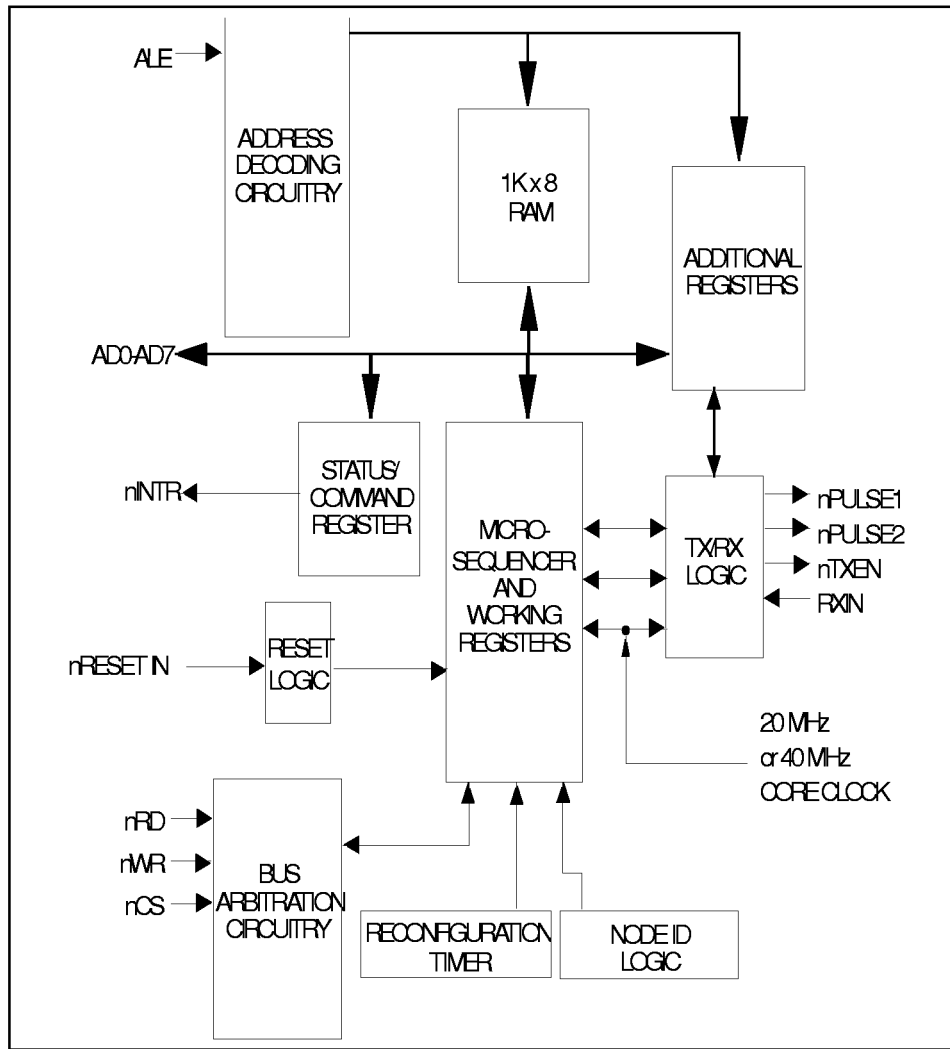 ALE
ADDRESS
DECODING
CIRCUITRY
1K x 8
RAM
ADDITIONAL
REGISTERS
AD0-AD7
nINTR
STATUS/
COMMAND
REGISTER
MICRO-
SEQUENCER
AND
WORKING
REGISTERS
TX/RX
LOGIC
nPULSE1
nPULSE2
nTXEN
RXIN
nRESET IN
RESET
LOGIC
20 MHz
or 40 MHz
CORE CLOCK
nRD
nWR
nCS
BUS
ARBITRATION
CIRCUITRY
RECONFIGURATION
TIMER
NODE ID
LOGIC